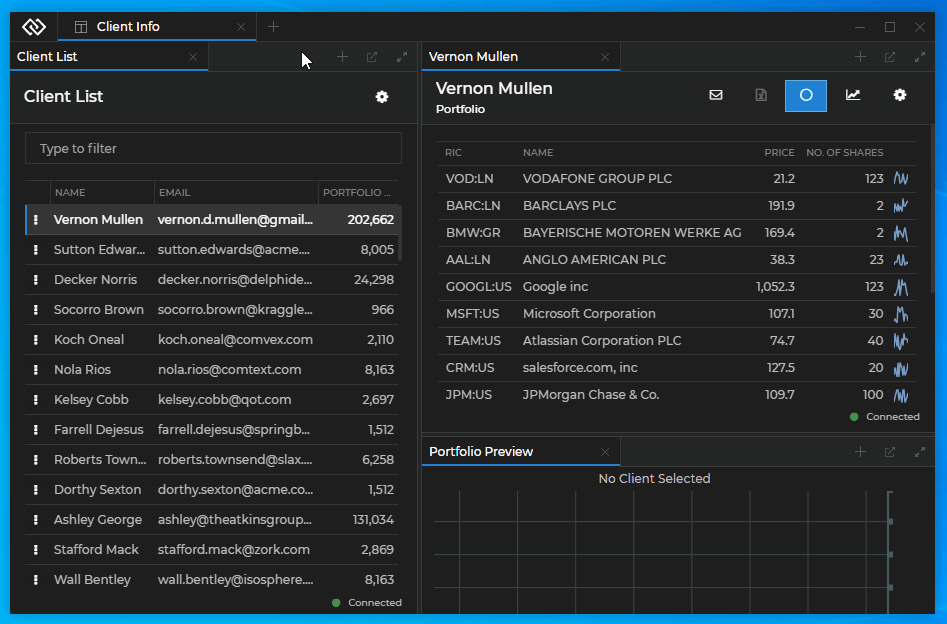 Client Info
Client List
Client List
Type to filter
NAME EMAIL PORTFOLIO ...
Vernon Mullen vernon.d.mullen@gmail... 202,662
Sutton Edwar... sutton.edwards@acme.... 8,005
Decker Norris decker.norris@delphide... 24,298
Socorro Brown socorro.brown@kraggle... 966
Koch Oneal koch.oneal@comvex.com 2,110
Nola Rios nola.rios@comtext.com 8,163
Kelsey Cobb kelsey.cobb@qot.com 2,697
Farrell Dejesus farrell.dejesus@springb... 1,512
Roberts Town... roberts.townsend@slax.... 6,258
Dorthy Sexton dorthy.sexton@acme.co... 1,512
Ashley George ashley@theatkinsgroup... 131,034
Stafford Mack stafford.mack@zork.com 2,869
Wall Bentley wall.bentley@isosphere.... 8,163
Connected
Vernon Mullen
Vernon Mullen
Portfolio
RIC NAME PRICE NO. OF SHARES
VOD:LN VODAFONE GROUP PLC 21.2 123
BARC:LN BARCLAYS PLC 191.9 2
BMW:GR BAYERISCHE MOTOREN WERKE AG 169.4 2
AAL:LN ANGLO AMERICAN PLC 38.3 23
GOOGL:US Google inc 1,052.3 123
MSFT:US Microsoft Corporation 107.1 30
TEAM:US Atlassian Corporation PLC 74.7 40
CRM:US salesforce.com, inc 127.5 20
JPM:US JPMorgan Chase & Co. 109.7 100
Connected
Portfolio Preview
No Client Selected